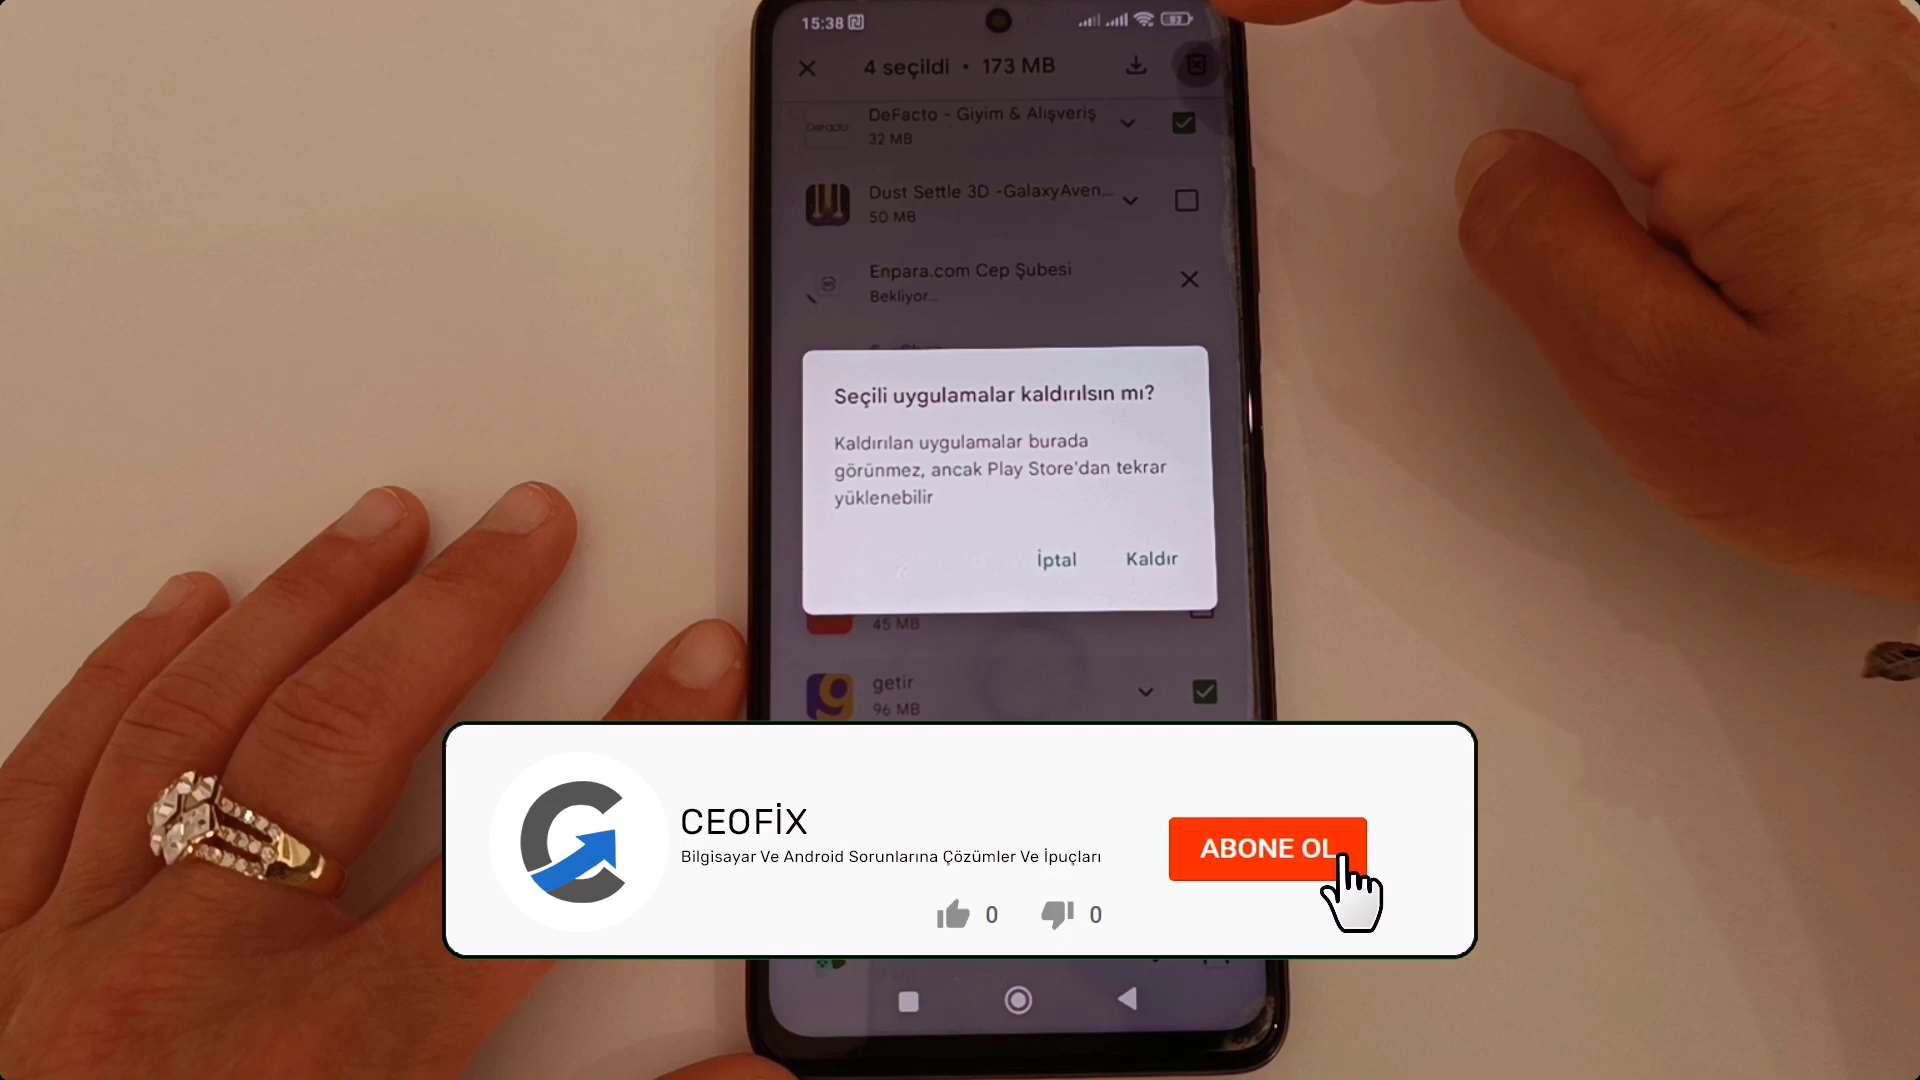 15:38
83
4 seçildi • 173 MB
DeFacto - Giyim & Alışveriş
DeFacto
32 MB
Dust Settle 3D -GalaxyAven...
50 MB
Enpara.com Cep Şubesi
Bekliyor...
Seçili uygulamalar kaldırılsın mı?
Kaldırılan uygulamalar burada
görünmez, ancak Play Store'dan tekrar
yüklenebilir
İptal Kaldır
45 MB
getir
96 MB
CEOFİX
Bilgisayar Ve Android Sorunlarına Çözümler Ve İpuçları
ABONE OL
0 0